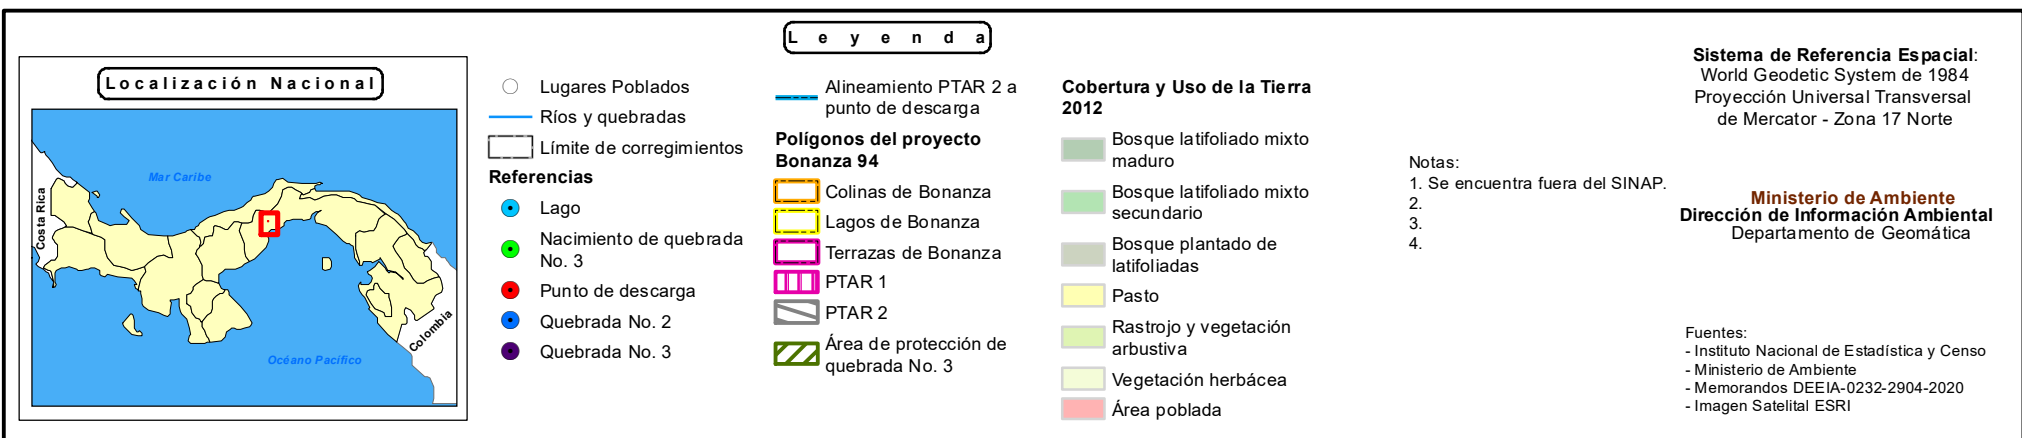 Leyenda
Localización Nacional
Mar Caribe
Costa Rica
Colombia
Océano Pacífico
Lugares Poblados
Ríos y quebradas
Límite de corregimientos
Referencias
Lago
Nacimiento de quebrada
No. 3
Punto de descarga
Quebrada No. 2
Quebrada No. 3
Alineamiento PTAR 2 a
punto de descarga
Polígonos del proyecto
Bonanza 94
Colinas de Bonanza
Lagos de Bonanza
Terrazas de Bonanza
PTAR 1
PTAR 2
Área de protección de
quebrada No. 3
Cobertura y Uso de la Tierra
2012
Bosque latifoliado mixto
maduro
Bosque latifoliado mixto
secundario
Bosque plantado de
latifoliadas
Pasto
Rastrojo y vegetación
arbustiva
Vegetación herbácea
Área poblada
Notas:
1. Se encuentra fuera del SINAP.
2.
3.
4.
Sistema de Referencia Espacial:
World Geodetic System de 1984
Proyección Universal Transversal
de Mercator - Zona 17 Norte
Ministerio de Ambiente
Dirección de Información Ambiental
Departamento de Geomática
Fuentes:
- Instituto Nacional de Estadística y Censo
- Ministerio de Ambiente
- Memorandos DEEIA-0232-2904-2020
- Imagen Satelital ESRI